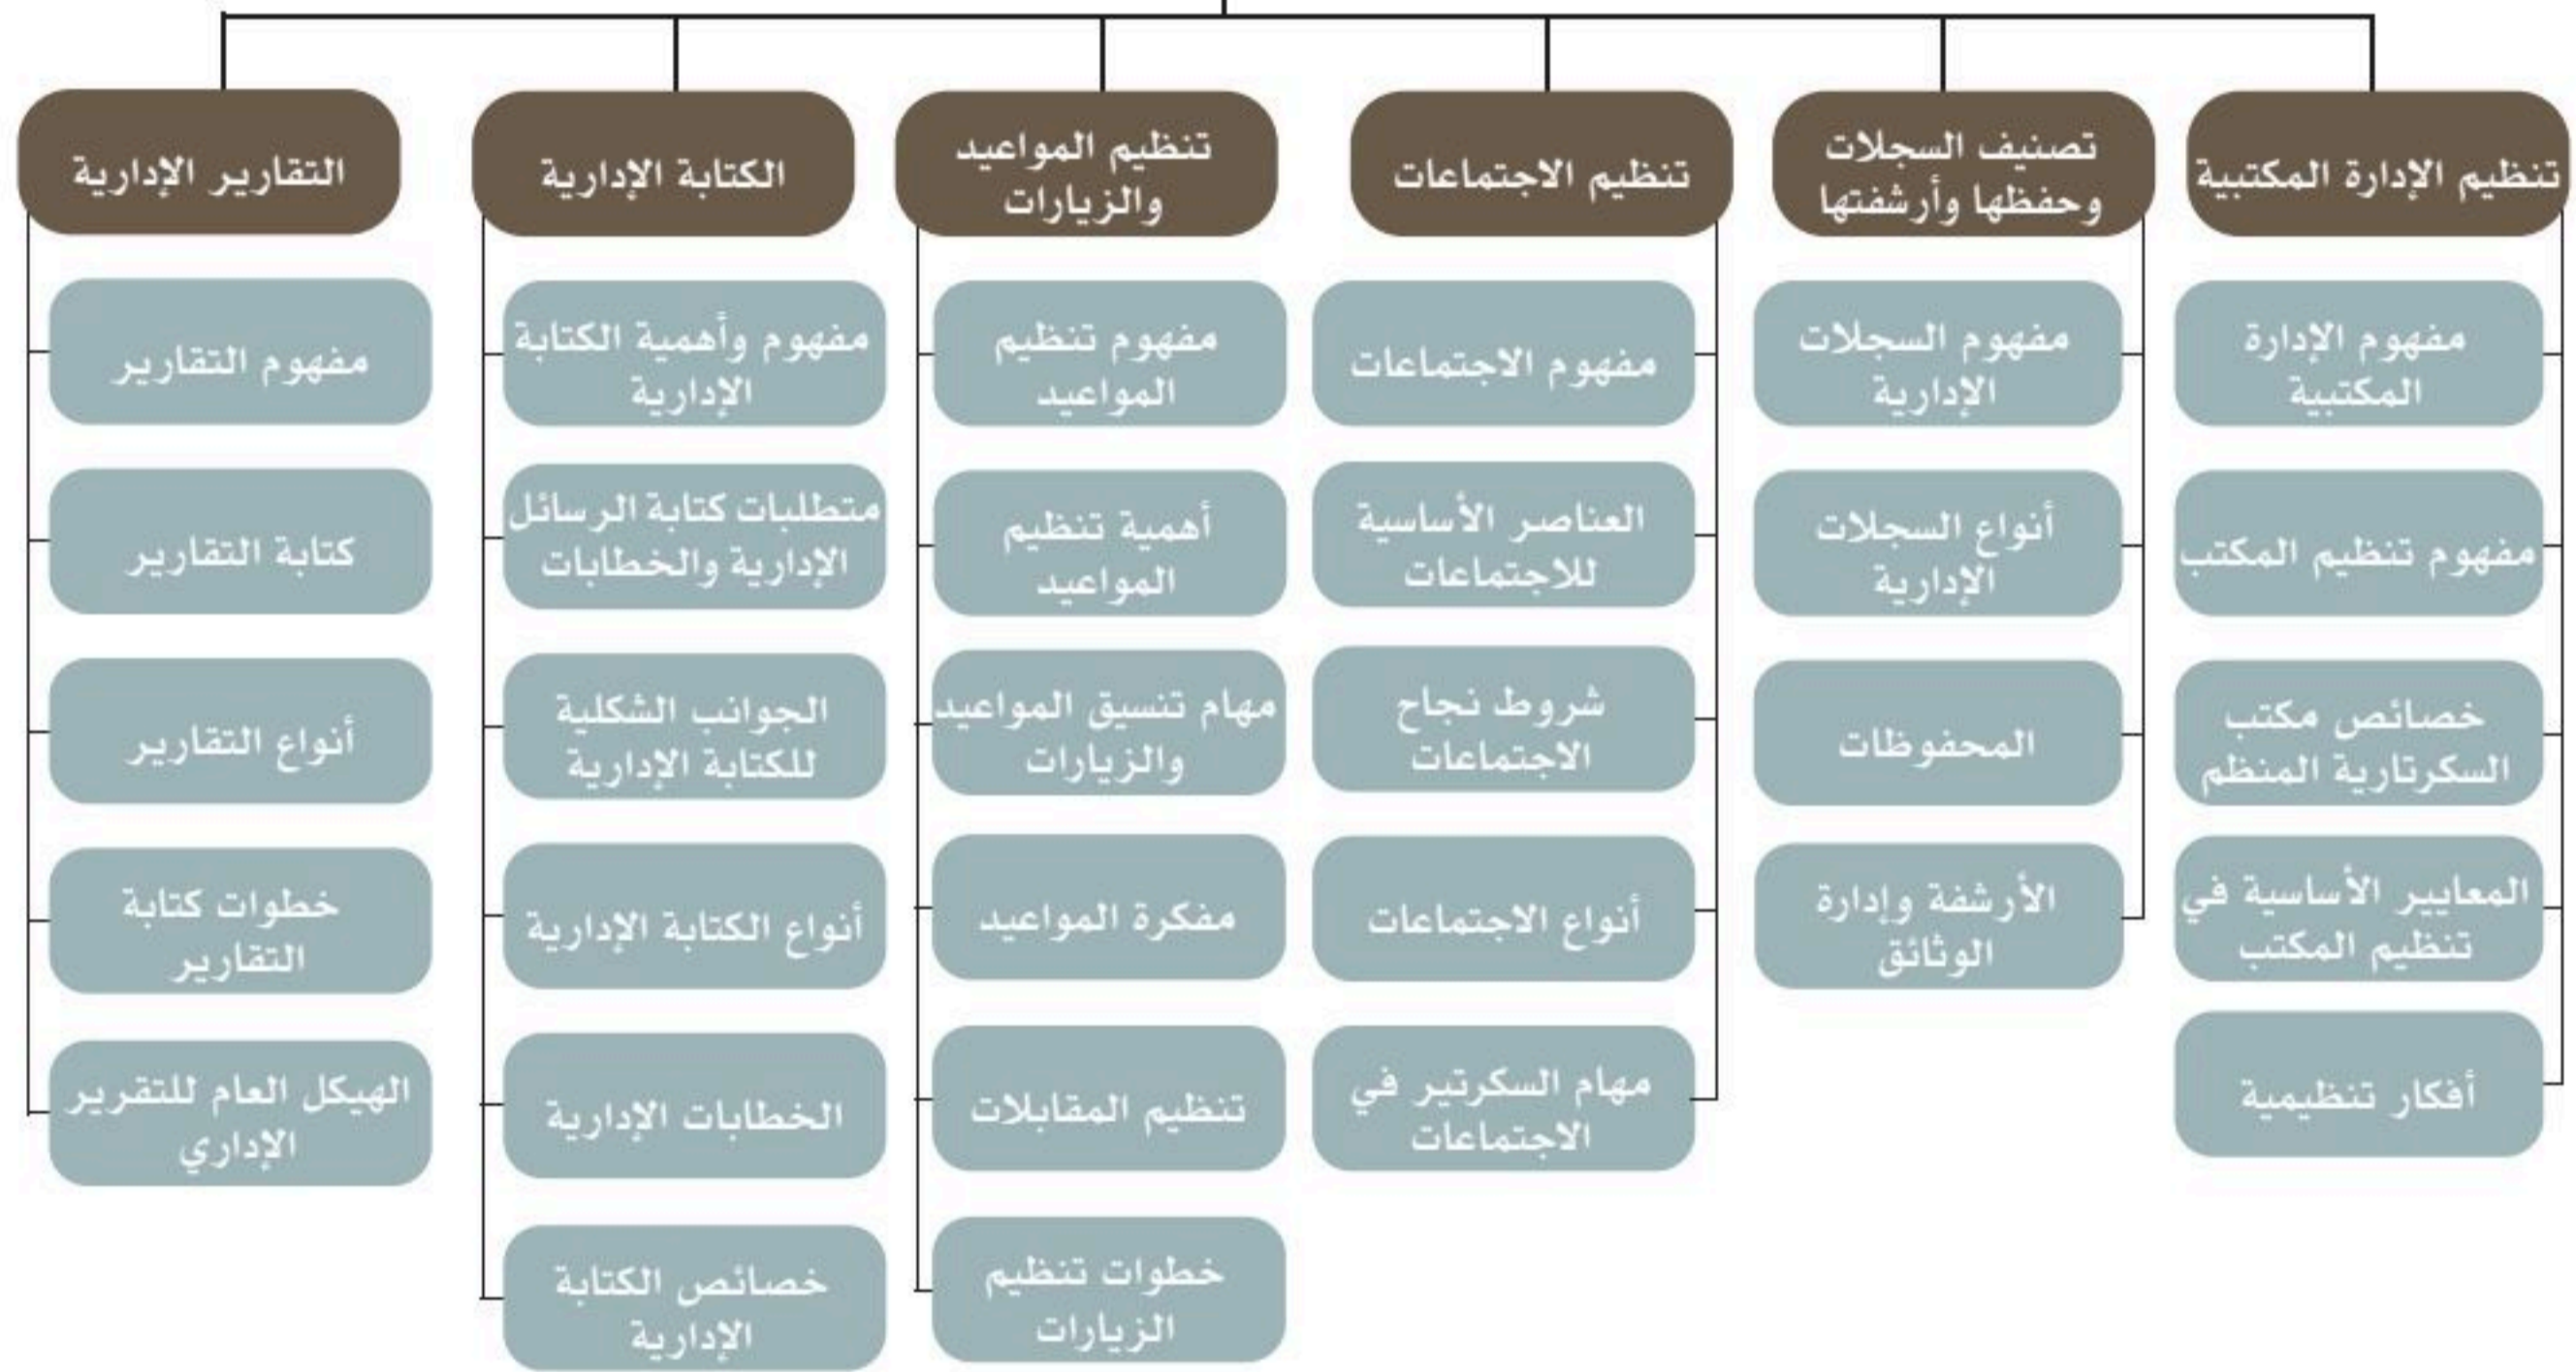 تنظيم الإدارة المكتبية
مفهوم الإدارة
المكتبية
مفهوم تنظيم المكتب
خصائص مكتب
السكرتارية المنظم
المعايير الأساسية في
تنظيم المكتب
أفكار تنظيمية
تصنيف السجلات
وحفظها وأرشفتها
مفهوم السجلات
الإدارية
أنواع السجلات
الإدارية
المحفوظات
الأرشفة وإدارة
الوثائق
تنظيم الاجتماعات
مفهوم الاجتماعات
العناصر الأساسية
للاجتماعات
شروط نجاح
الاجتماعات
أنواع الاجتماعات
مهام السكرتير في
الاجتماعات
تنظيم المواعيد
والزيارات
مفهوم تنظيم
المواعيد
أهمية تنظيم
المواعيد
مهام تنسيق المواعيد
والزيارات
مفكرة المواعيد
تنظيم المقابلات
خطوات تنظيم
الزيارات
الكتابة الإدارية
مفهوم وأهمية الكتابة
الإدارية
متطلبات كتابة الرسائل
الإدارية والخطابات
الجوانب الشكلية
للكتابة الإدارية
أنواع الكتابة الإدارية
الخطابات الإدارية
خصائص الكتابة
الإدارية
التقارير الإدارية
مفهوم التقارير
كتابة التقارير
أنواع التقارير
خطوات كتابة
التقارير
الهيكل العام للتقرير
الإداري